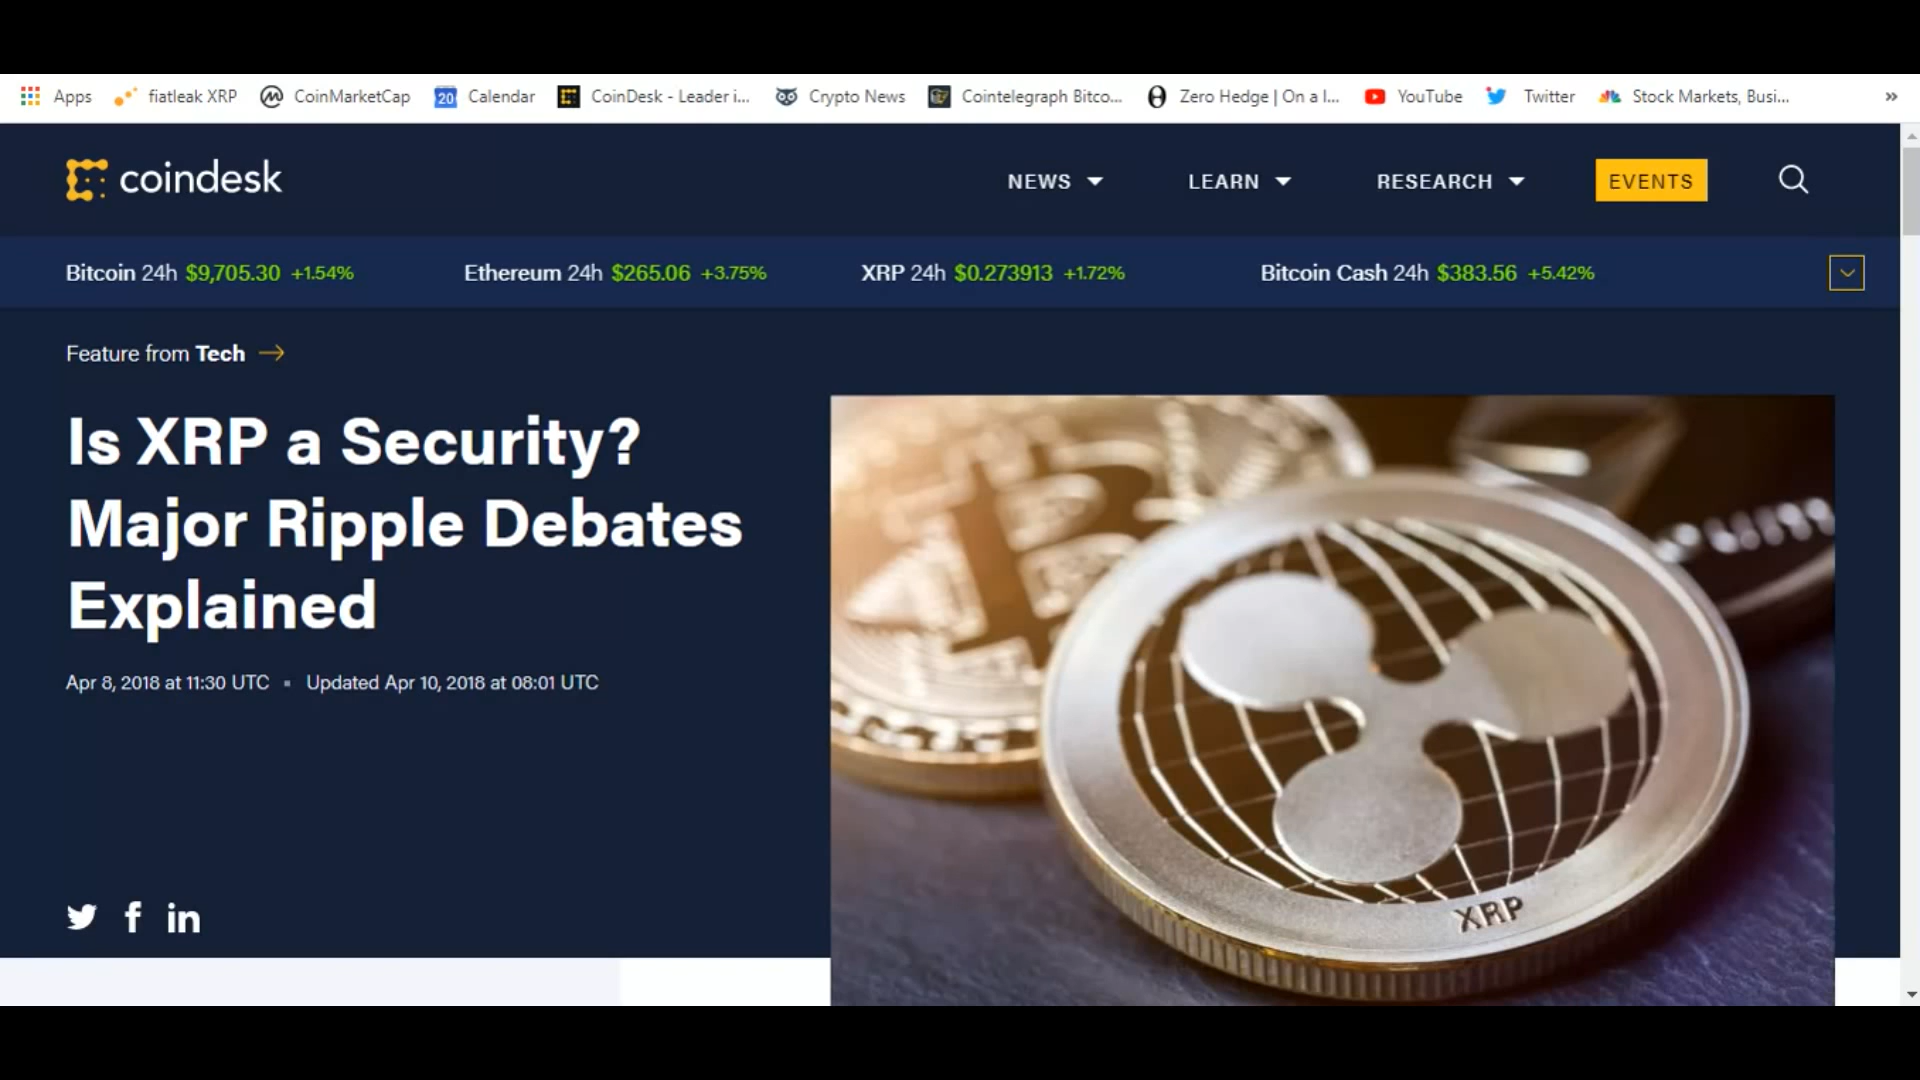 Apps fiatleak XRP CoinMarketCap 20 Calendar CoinDesk - Leader i... Crypto News Cointelegraph Bitco... Zero Hedge | On a l... YouTube Twitter Stock Markets, Busi... »
coindesk NEWS LEARN RESEARCH EVENTS
Bitcoin 24h $9,705.30 +1.54% Ethereum 24h $265.06 +3.75% XRP 24h $0.273913 +1.72% Bitcoin Cash 24h $383.56 +5.42%
Feature from Tech →
Is XRP a Security?
Major Ripple Debates
Explained
Apr 8, 2018 at 11:30 UTC ▪ Updated Apr 10, 2018 at 08:01 UTC
f in
XRP